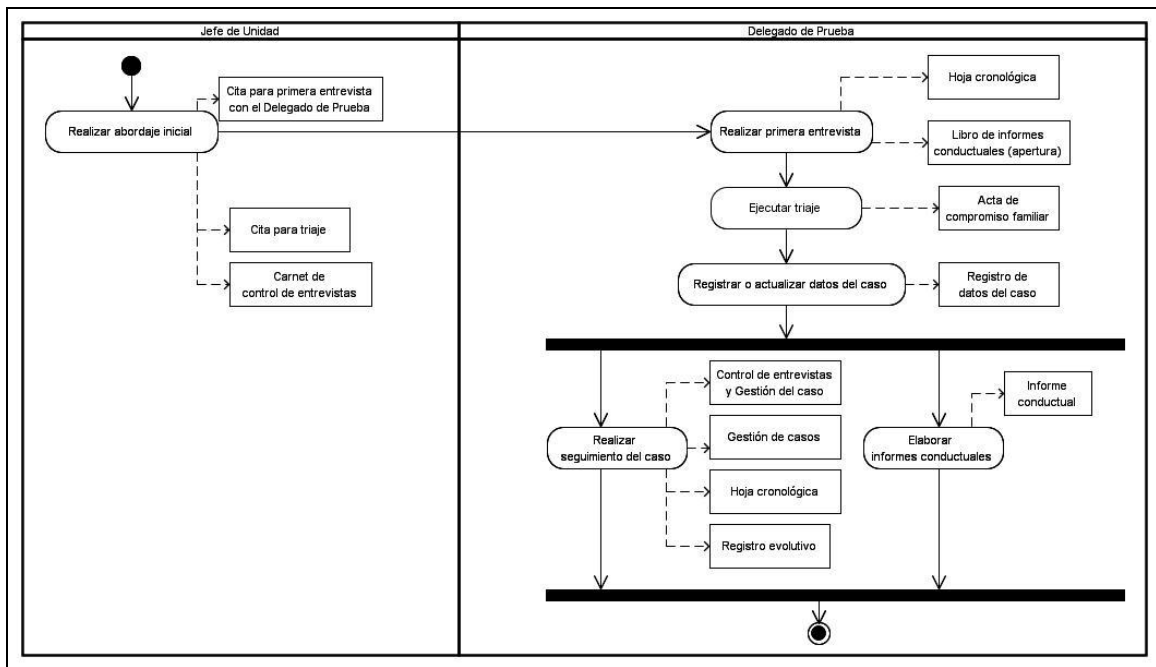 Jefe de Unidad
Delegado de Prueba
Cita para primera entrevista
con el Delegado de Prueba
Realizar abordaje inicial
Cita para triaje
Carnet de
control de entrevistas
Hoja cronológica
Realizar primera entrevista
Libro de informes
conductuales (apertura)
Ejecutar triaje
Acta de
compromiso familiar
Registrar o actualizar datos del caso
Registro de
datos del caso
Control de entrevistas
y Gestión del caso
Informe
conductual
Realizar
seguimiento del caso
Gestión de casos
Elaborar
informes conductuales
Hoja cronológica
Registro evolutivo